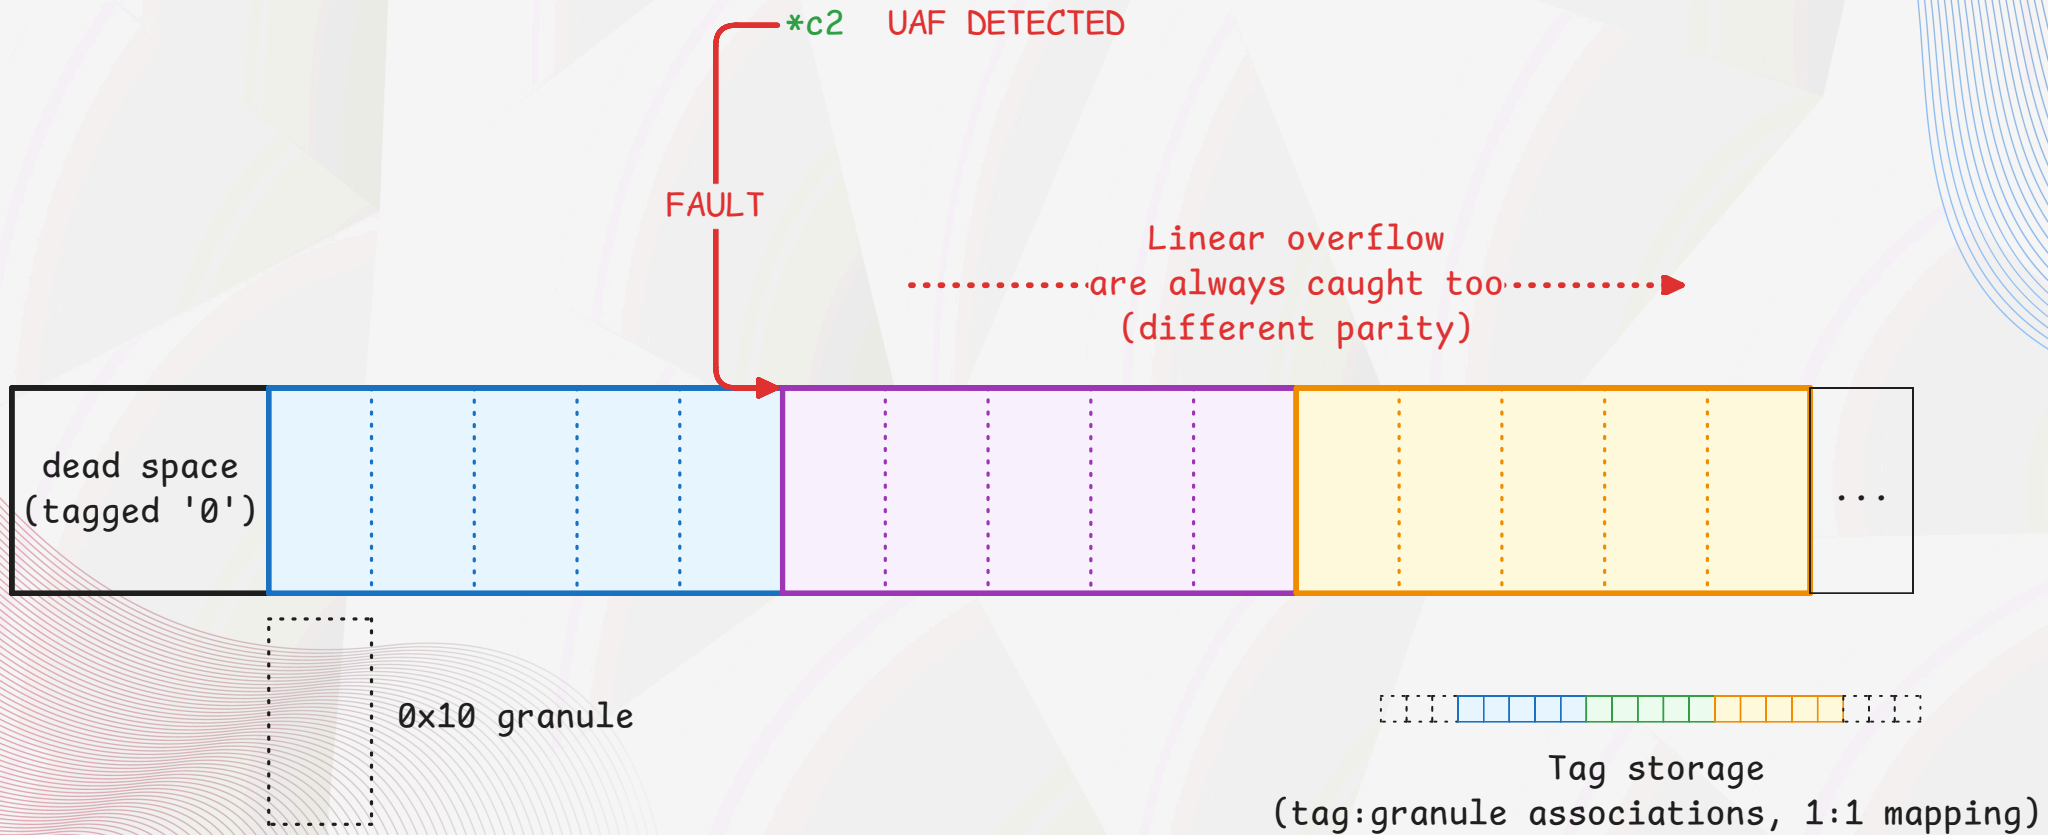 *c2 UAF DETECTED
FAULT
Linear overflow
are always caught too
(different parity)
dead space
(tagged '0')
...
0x10 granule
Tag storage
(tag:granule associations, 1:1 mapping)